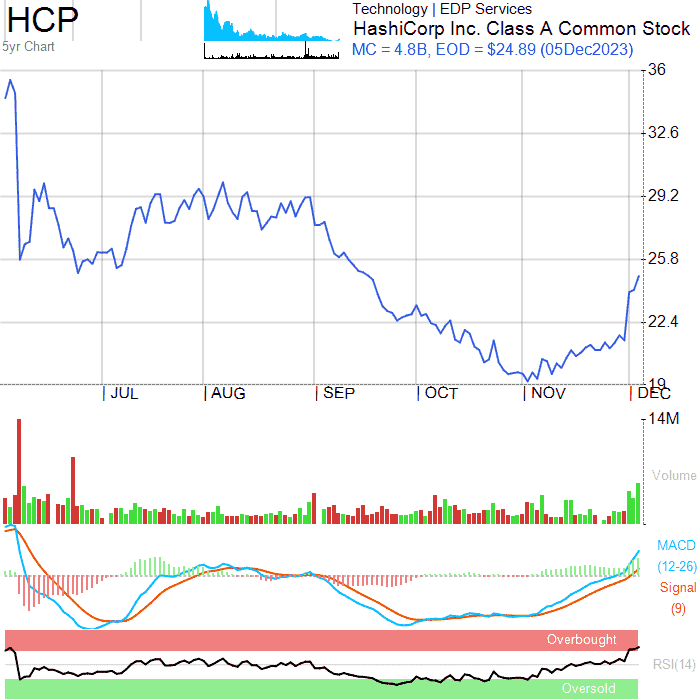 HCP
5yr Chart
Technology | EDP Services
HashiCorp Inc. Class A Common Stock
MC = 4.8B, EOD = $24.89 (05Dec2023)
36
32.6
29.2
25.8
22.4
19
JUL
AUG
SEP
OCT
NOV
DEC
14M
Volume
MACD
(12-26)
Signal
(9)
Overbought
RSI(14)
Oversold